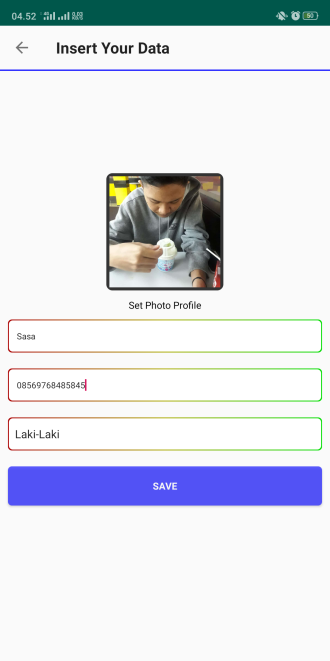 04.52
Insert Your Data
Set Photo Profile
Sasa
08569768485845
Laki-Laki
SAVE